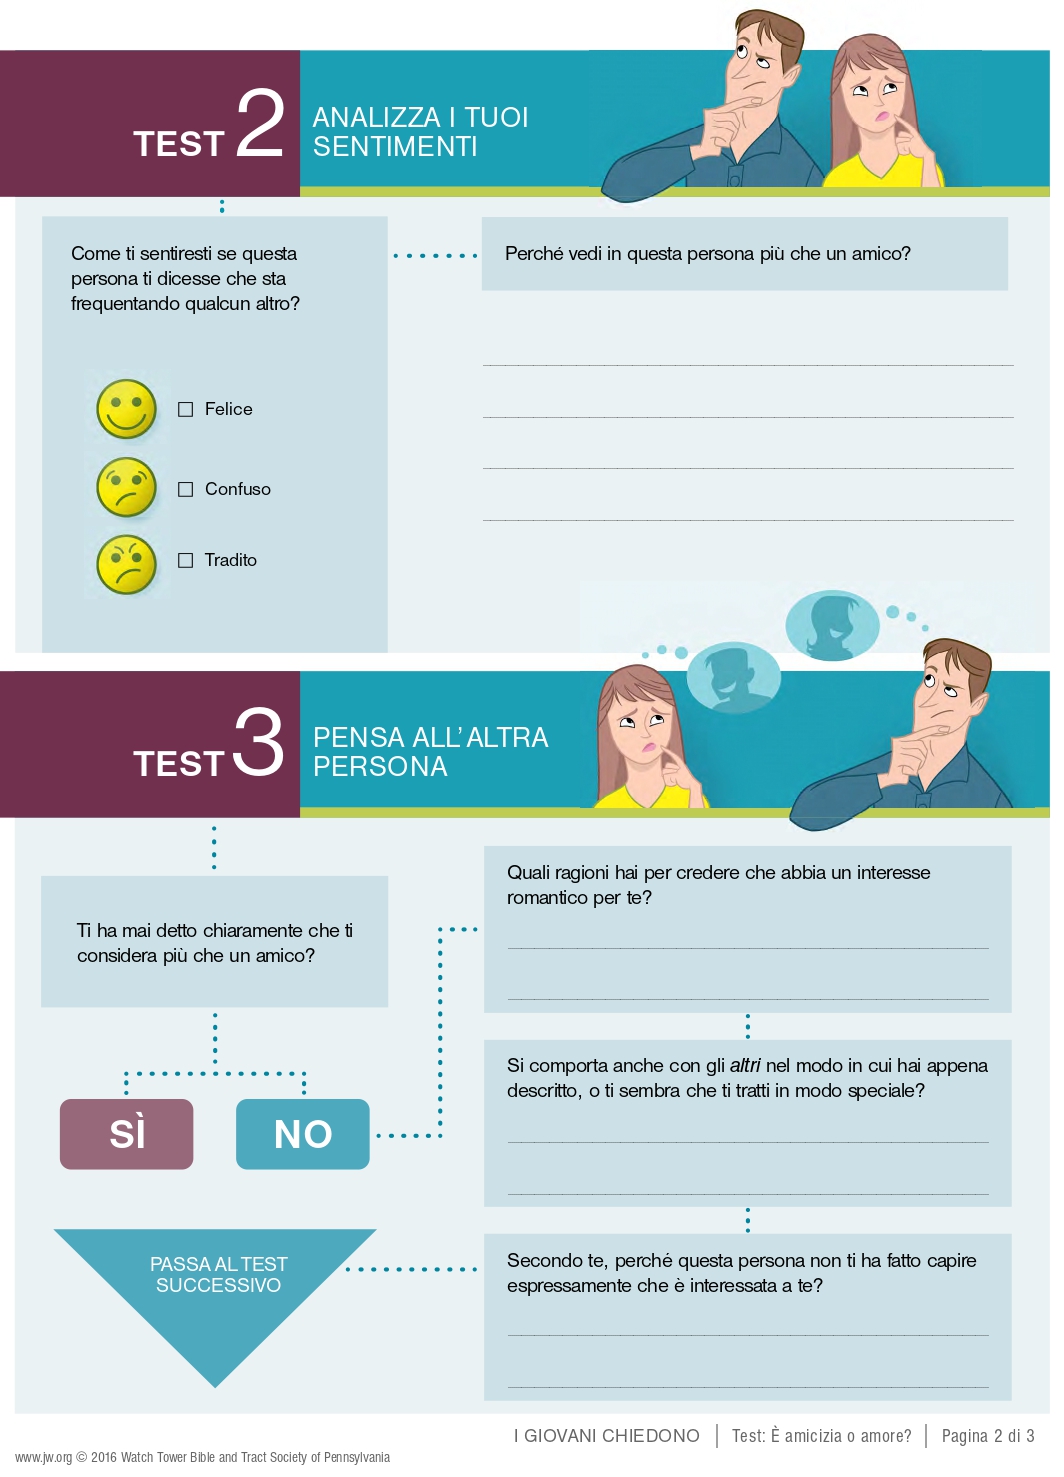 TEST 2
ANALIZZA I TUOI
SENTIMENTI
Come ti sentiresti se questa
persona ti dicesse che sta
frequentando qualcun altro?
Felice
Confuso
Tradito
Perché vedi in questa persona più che un amico?
TEST 3
PENSA ALL’ALTRA
PERSONA
Ti ha mai detto chiaramente che ti
considera più che un amico?
SÌ
NO
PASSA AL TEST
SUCCESSIVO
Quali ragioni hai per credere che abbia un interesse
romantico per te?
Si comporta anche con gli altri nel modo in cui hai appena
descritto, o ti sembra che ti tratti in modo speciale?
Secondo te, perché questa persona non ti ha fatto capire
espressamente che è interessata a te?
I GIOVANI CHIEDONO | Test: È amicizia o amore? | Pagina 2 di 3
www.jw.org © 2016 Watch Tower Bible and Tract Society of Pennsylvania